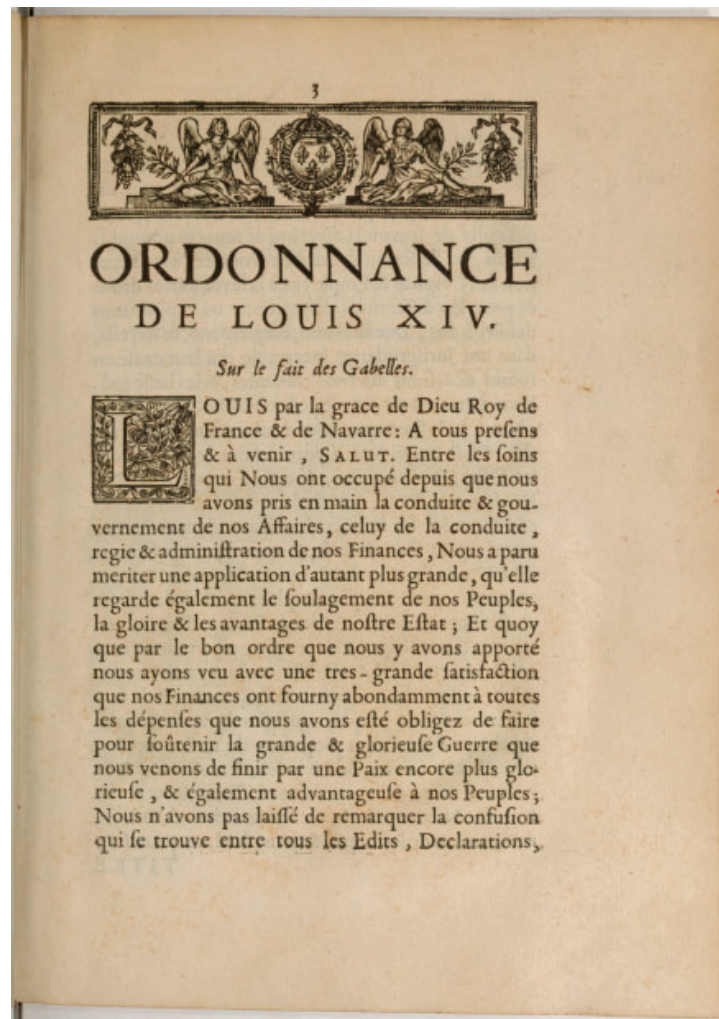 3
ORDONNANCE
DE LOUIS XIV.
Sur le fait des Gabelles.
LOUIS par la grace de Dieu Roy de
France & de Navarre: A tous preſens
& à venir, SALUT. Entre les ſoins
qui Nous ont occupé depuis que nous
avons pris en main la conduite & gou-
vernement de nos Affaires, celuy de la conduite,
regie & adminiſtration de nos Finances, Nous a paru
meriter une application d'autant plus grande, qu'elle
regarde également le ſoulagement de nos Peuples,
la gloire & les avantages de noſtre Eſtat; Et quoy
que par le bon ordre que nous y avons apporté
nous ayons veu avec une tres-grande ſatisfaction
que nos Finances ont fourny abondamment à toutes
les dépenſes que nous avons eſté obligez de faire
pour ſoûtenir la grande & glorieuſe Guerre que
nous venons de finir par une Paix encore plus glo-
rieuſe, & également advantageuſe à nos Peuples;
Nous n'avons pas laiſſé de remarquer la confuſion
qui ſe trouve entre tous les Edits, Declarations,